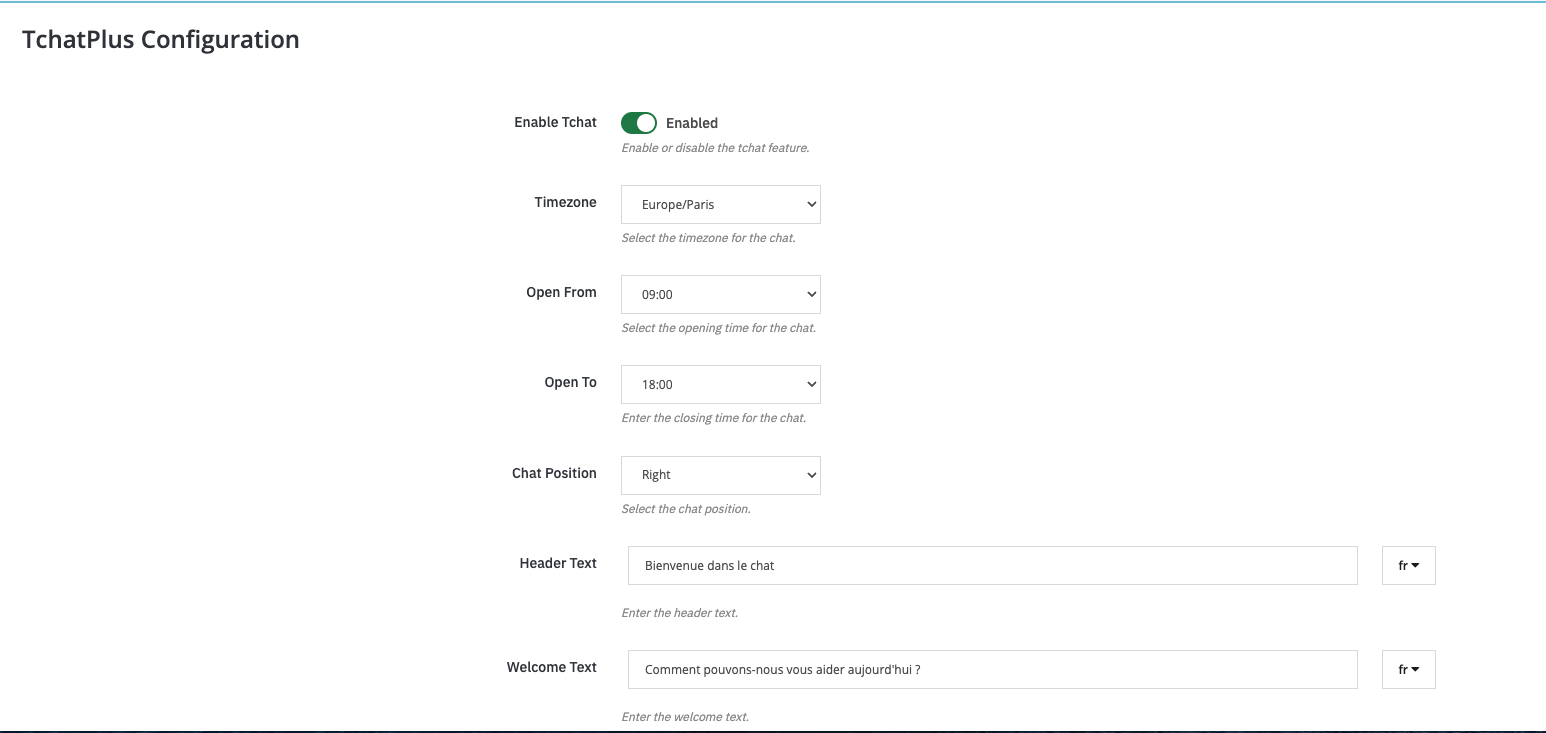 TchatPlus Configuration
Enable Tchat
Enabled
Enable or disable the tchat feature.
Timezone
Europe/Paris
Select the timezone for the chat.
Open From
09:00
Select the opening time for the chat.
Open To
18:00
Enter the closing time for the chat.
Chat Position
Right
Select the chat position.
Header Text
Bienvenue dans le chat
fr
Enter the header text.
Welcome Text
Comment pouvons-nous vous aider aujourd'hui ?
fr
Enter the welcome text.